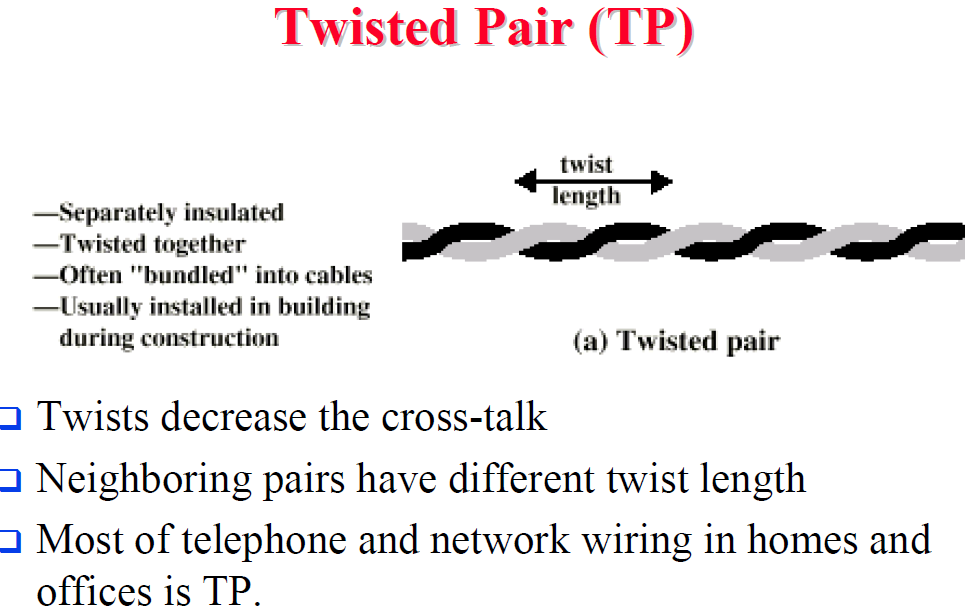 Twisted Pair (TP)
twist
length
—Separately insulated
—Twisted together
—Often "bundled" into cables
—Usually installed in building
during construction
(a) Twisted pair
Twists decrease the cross-talk
Neighboring pairs have different twist length
Most of telephone and network wiring in homes and
offices is TP.